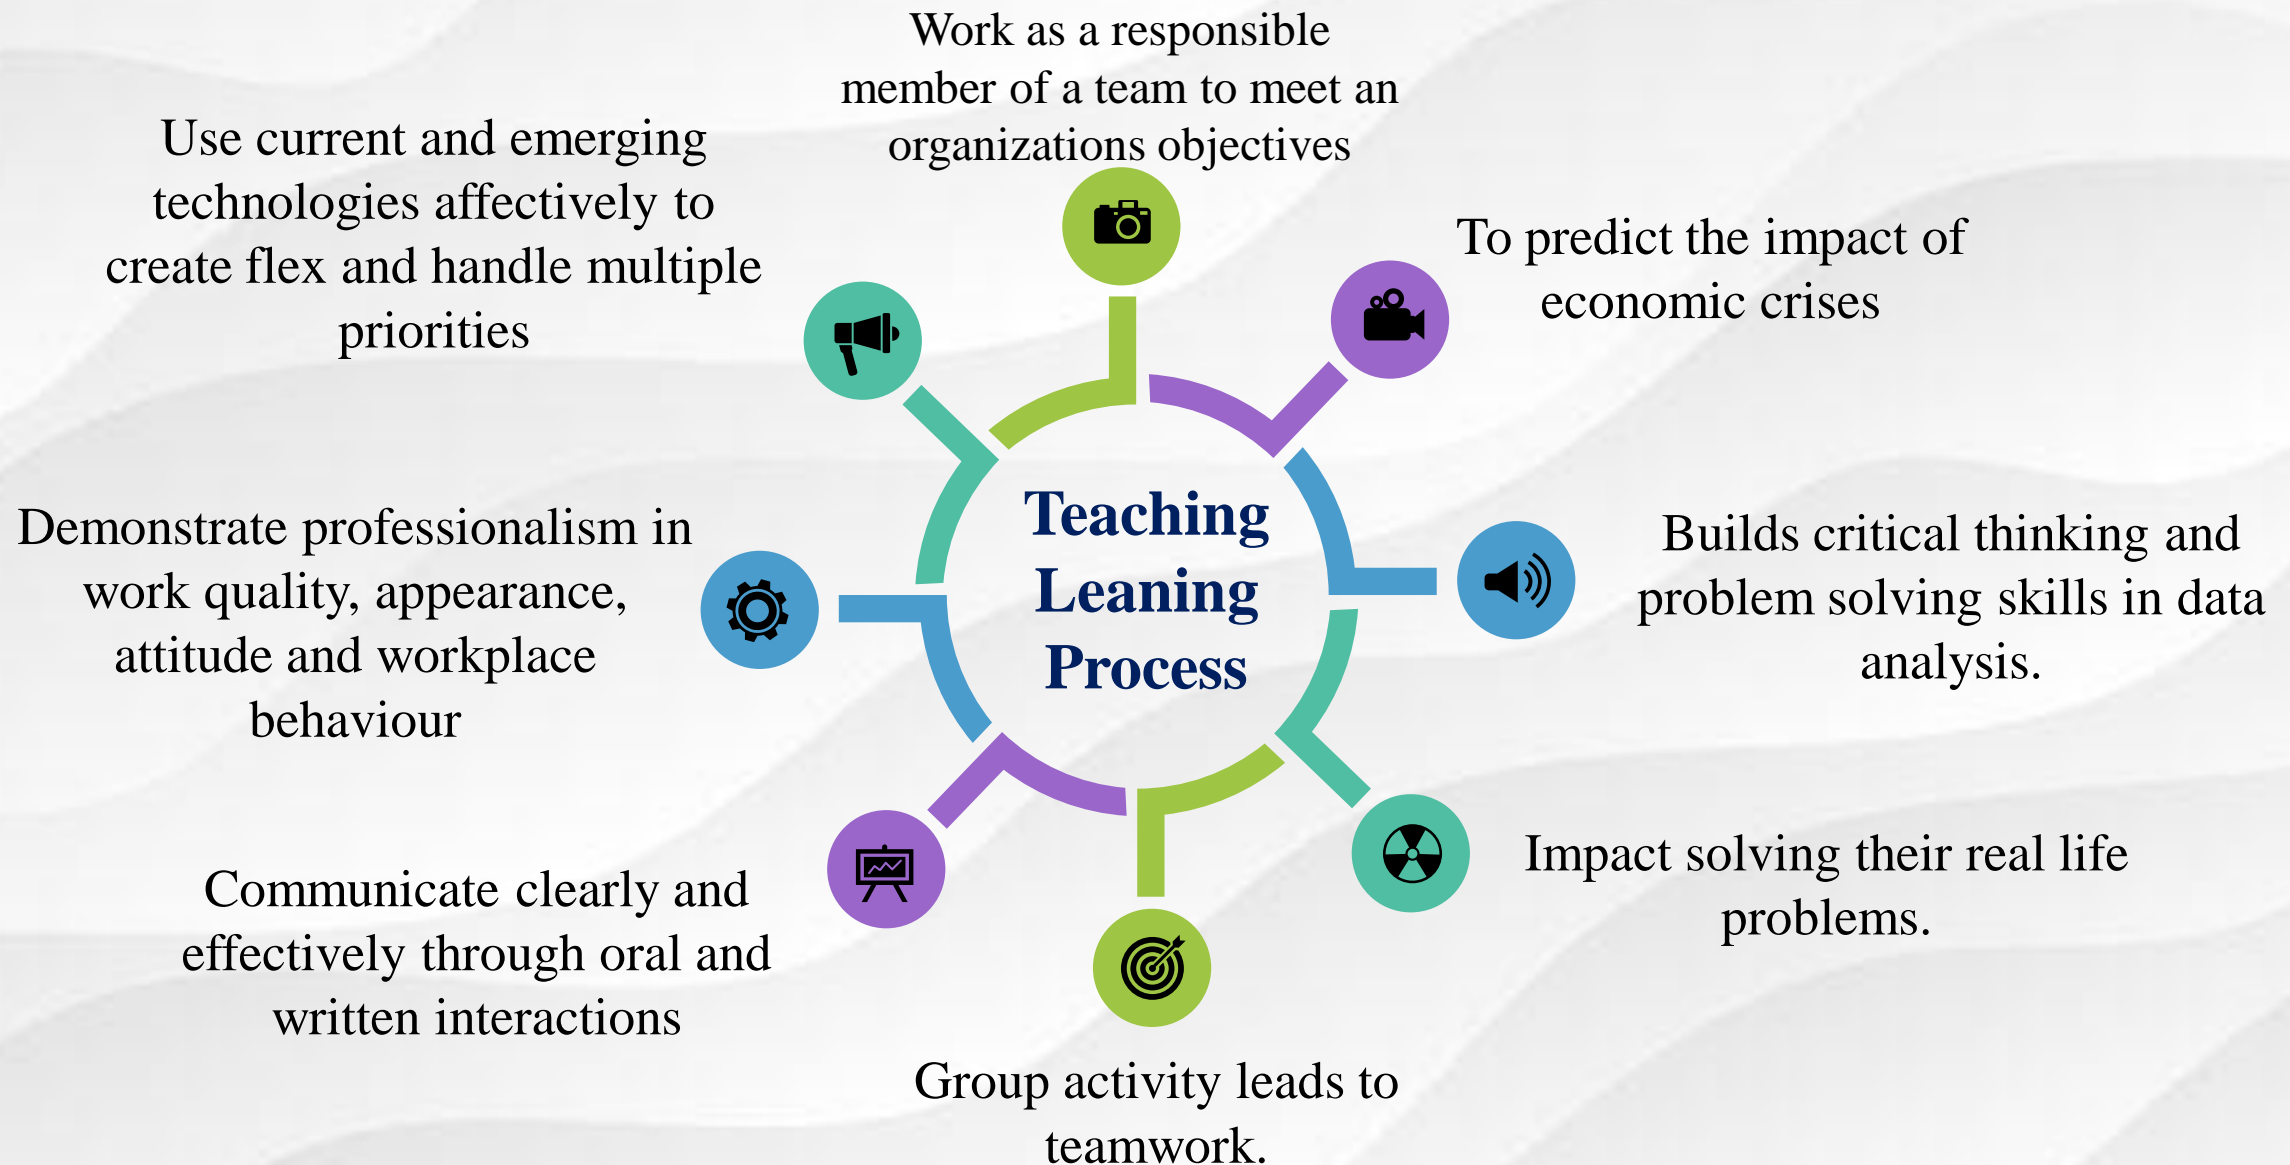 Work as a responsible
member of a team to meet an
organizations objectives
To predict the impact of
economic crises
Builds critical thinking and
problem solving skills in data
analysis.
Impact solving their real life
problems.
Group activity leads to
teamwork.
Communicate clearly and
effectively through oral and
written interactions
Demonstrate professionalism in
work quality, appearance,
attitude and workplace
behaviour
Use current and emerging
technologies affectively to
create flex and handle multiple
priorities
Teaching
Leaning
Process